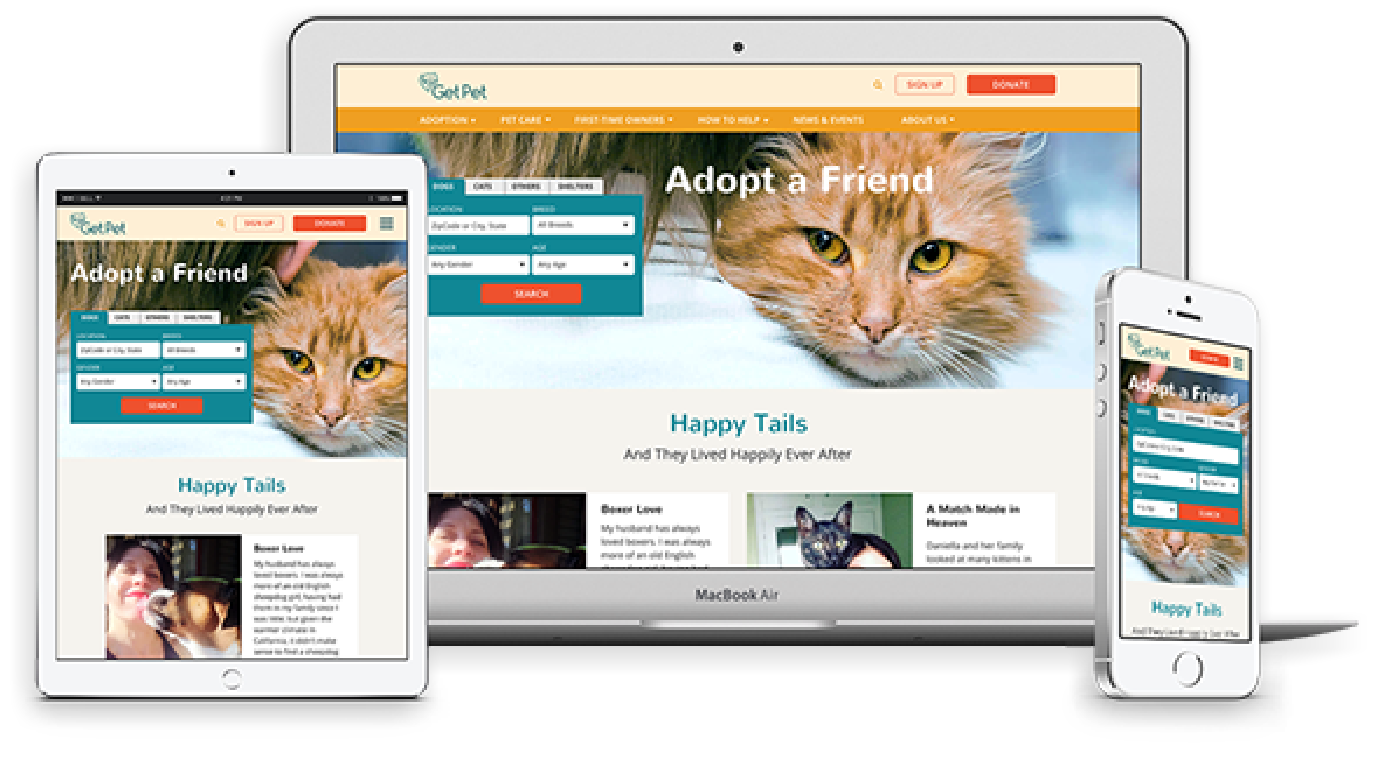 GetPet
SIGN UP
DONATE
ADOPTION
PET CARE
FIRST-TIME OWNERS
HOW TO HELP
NEWS & EVENTS
ABOUT US
Adopt a Friend
DOGS
CATS
OTHERS
SHELTERS
LOCATION
BREED
ZipCode or City, State
All Breeds
GENDER
AGE
Any Gender
Any Age
SEARCH
Happy Tails
And They Lived Happily Ever After
Boxer Love
My husband has always
loved boxers. I was always
more of an old English
A Match Made in
Heaven
Daniella and her family
looked at many kittens in
MacBook Air
GetPet
SIGN UP
DONATE
Adopt a Friend
DOGS
CATS
OTHERS
SHELTERS
LOCATION
BREED
ZipCode or City, State
All Breeds
GENDER
AGE
Any Gender
Any Age
SEARCH
Happy Tails
And They Lived Happily Ever After
Boxer Love
My husband has always
loved boxers. I was always
more of an old English
sheepdog girl, having had
them in my family since I
was little, but given the
warmer climate in
California, it didn't make
sense to find a sheepdog
GetPet
Adopt a Friend
SEARCH
Happy Tails
And They Lived Happily Ever After